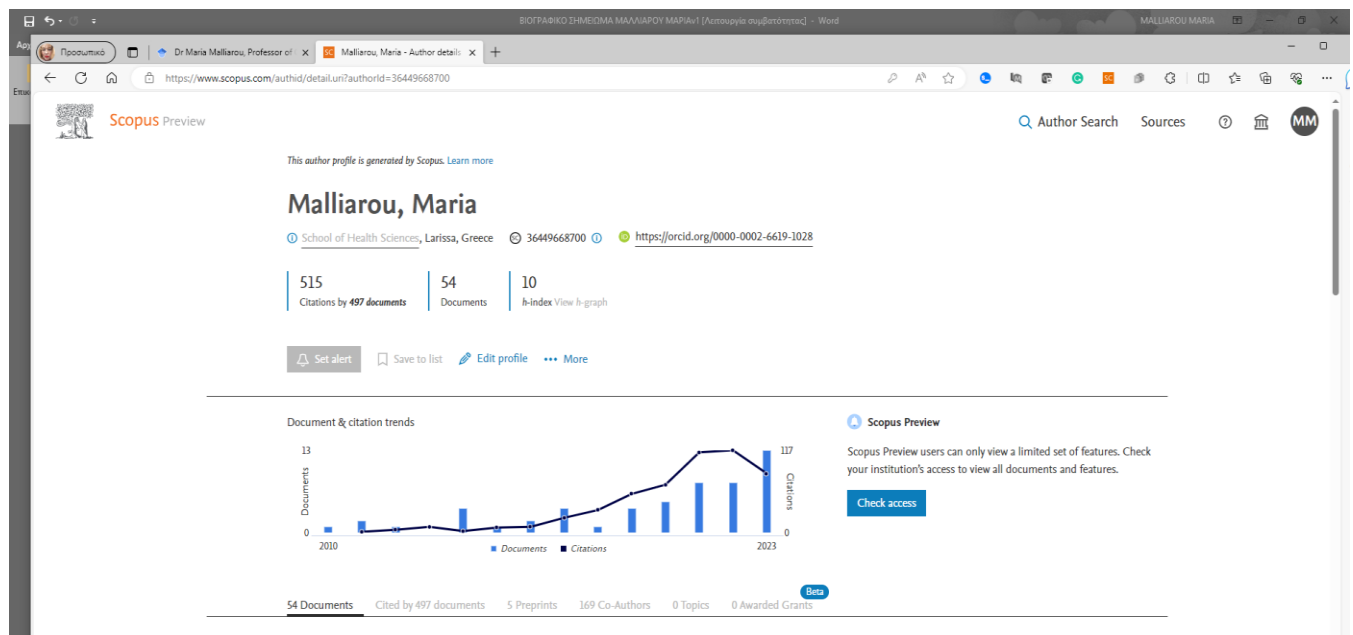 ΒΙΟΓΡΑΦΙΚΟ ΣΗΜΕΙΩΜΑ ΜΑΛΛΙΑΡΟΥ ΜΑΡΙΑv1 [Λειτουργία συμβατότητας] - Word
MALLIAROU MARIA
Προσωπικό
Dr Maria Malliarou, Professor of
Malliarou, Maria - Author details
https://www.scopus.com/authid/detail.uri?authorId=36449668700
Scopus Preview
Author Search
Sources
MM
This author profile is generated by Scopus. Learn more
Malliarou, Maria
School of Health Sciences, Larissa, Greece
SC 36449668700
https://orcid.org/0000-0002-6619-1028
515
Citations by 497 documents
54
Documents
10
h-index View h-graph
Set alert
Save to list
Edit profile
More
Document & citation trends
13
Documents
0
117
Citations
0
2010
2023
Documents
Citations
Scopus Preview
Scopus Preview users can only view a limited set of features. Check
your institution's access to view all documents and features.
Check access
54 Documents
Cited by 497 documents
5 Preprints
169 Co-Authors
0 Topics
0 Awarded Grants
Beta